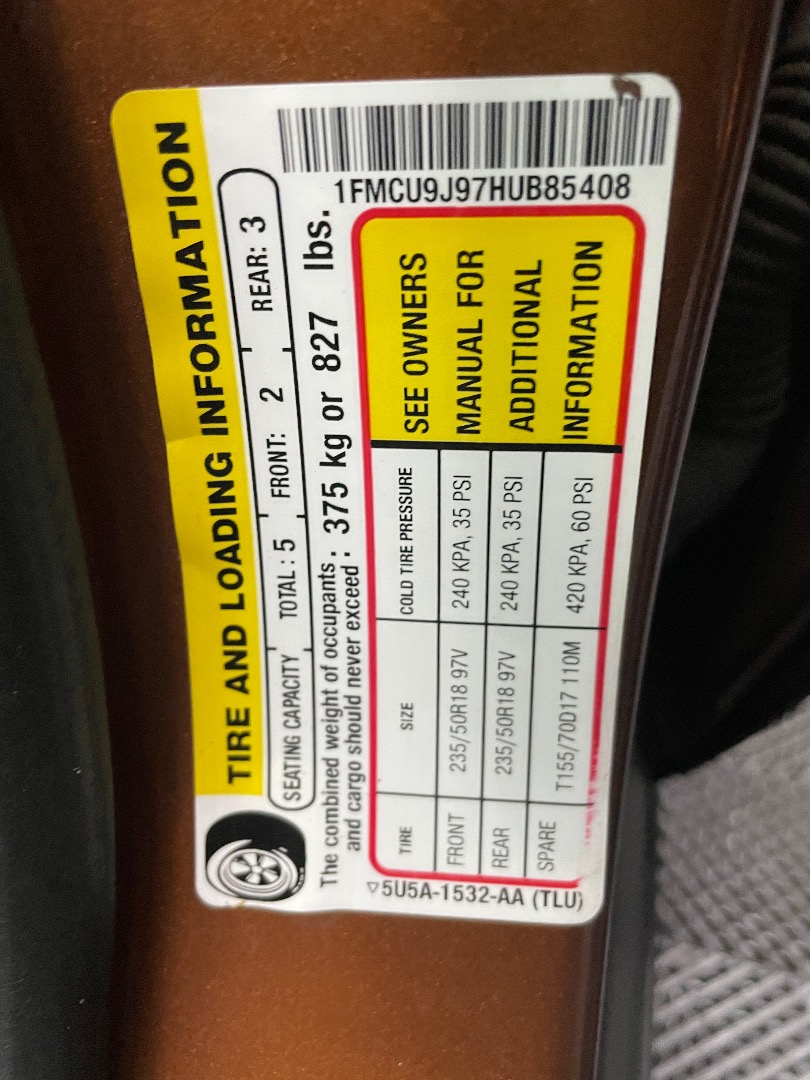 TIRE AND LOADING INFORMATION
SEATING CAPACITY TOTAL: 5 FRONT: 2 REAR: 3
The combined weight of occupants : 375 kg or 827 lbs.
and cargo should never exceed :
TIRE SIZE COLD TIRE PRESSURE
FRONT 235/50R18 97V 240 KPA, 35 PSI
REAR 235/50R18 97V 240 KPA, 35 PSI
SPARE T155/70D17 110M 420 KPA, 60 PSI
SEE OWNERS
MANUAL FOR
ADDITIONAL
INFORMATION
▽5U5A-1532-AA (TLU)
1FMCU9J97HUB85408